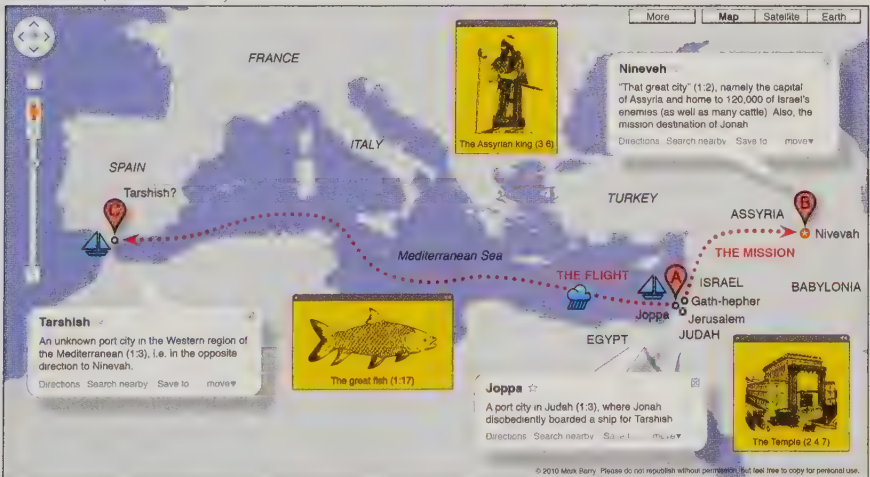 More Map Satellite Earth
FRANCE
Nineveh
"That great city" (1:2), namely the capital
of Assyria and home to 120,000 of Israel's
enemies (as well as many cattle) Also, the
mission destination of Jonah
Directions Search nearby Save to move▼
The Assyrian king (3 6)
ITALY
SPAIN
Tarshish?
C
TURKEY
ASSYRIA
B
Nivevah
THE MISSION
Mediterranean Sea
THE FLIGHT
A
ISRAEL
BABYLONIA
Gath-hepher
Joppa
Jerusalem
JUDAH
EGYPT
Tarshish
An unknown port city in the Western region of
the Mediterranean (1:3), i.e. in the opposite
direction to Ninevah.
Directions Search nearby Save to move▼
The great fish (1:17)
Joppa ☆
A port city in Judah (1:3), where Jonah
disobediently boarded a ship for Tarshish
Directions Search nearby move▼
The Temple (2 4 7)
© 2010 Mark Barry Please do not republish without permission, but feel free to copy for personal use.